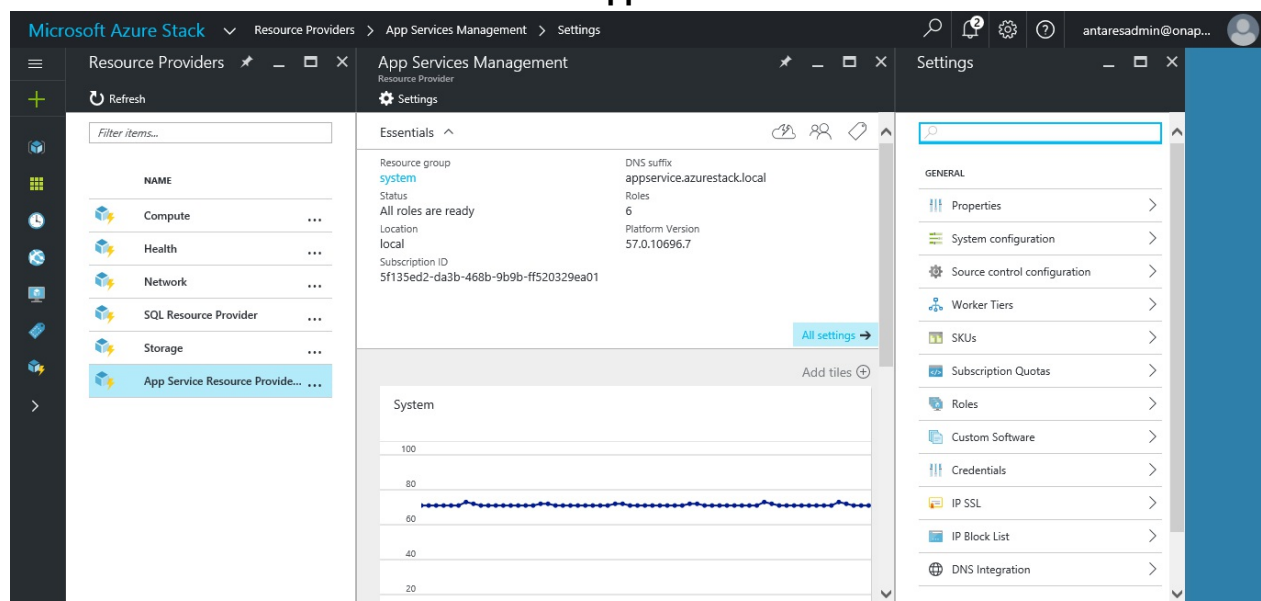 Microsoft Azure Stack Resource Providers > App Services Management > Settings
2
antaresadmin@onap...
Resource Providers
Refresh
Filter items...
NAME
Compute ...
Health ...
Network ...
SQL Resource Provider ...
Storage ...
App Service Resource Provide... ...
App Services Management
Resource Provider
Settings
Essentials
Resource group
system
Status
All roles are ready
Location
local
Subscription ID
5f135ed2-da3b-468b-9b9b-ff520329ea01
DNS suffix
appservice.azurestack.local
Roles
6
Platform Version
57.0.10696.7
All settings →
Add tiles
System
100
80
60
40
20
Settings
GENERAL
Properties
System configuration
Source control configuration
Worker Tiers
SKUs
Subscription Quotas
Roles
Custom Software
Credentials
IP SSL
IP Block List
DNS Integration